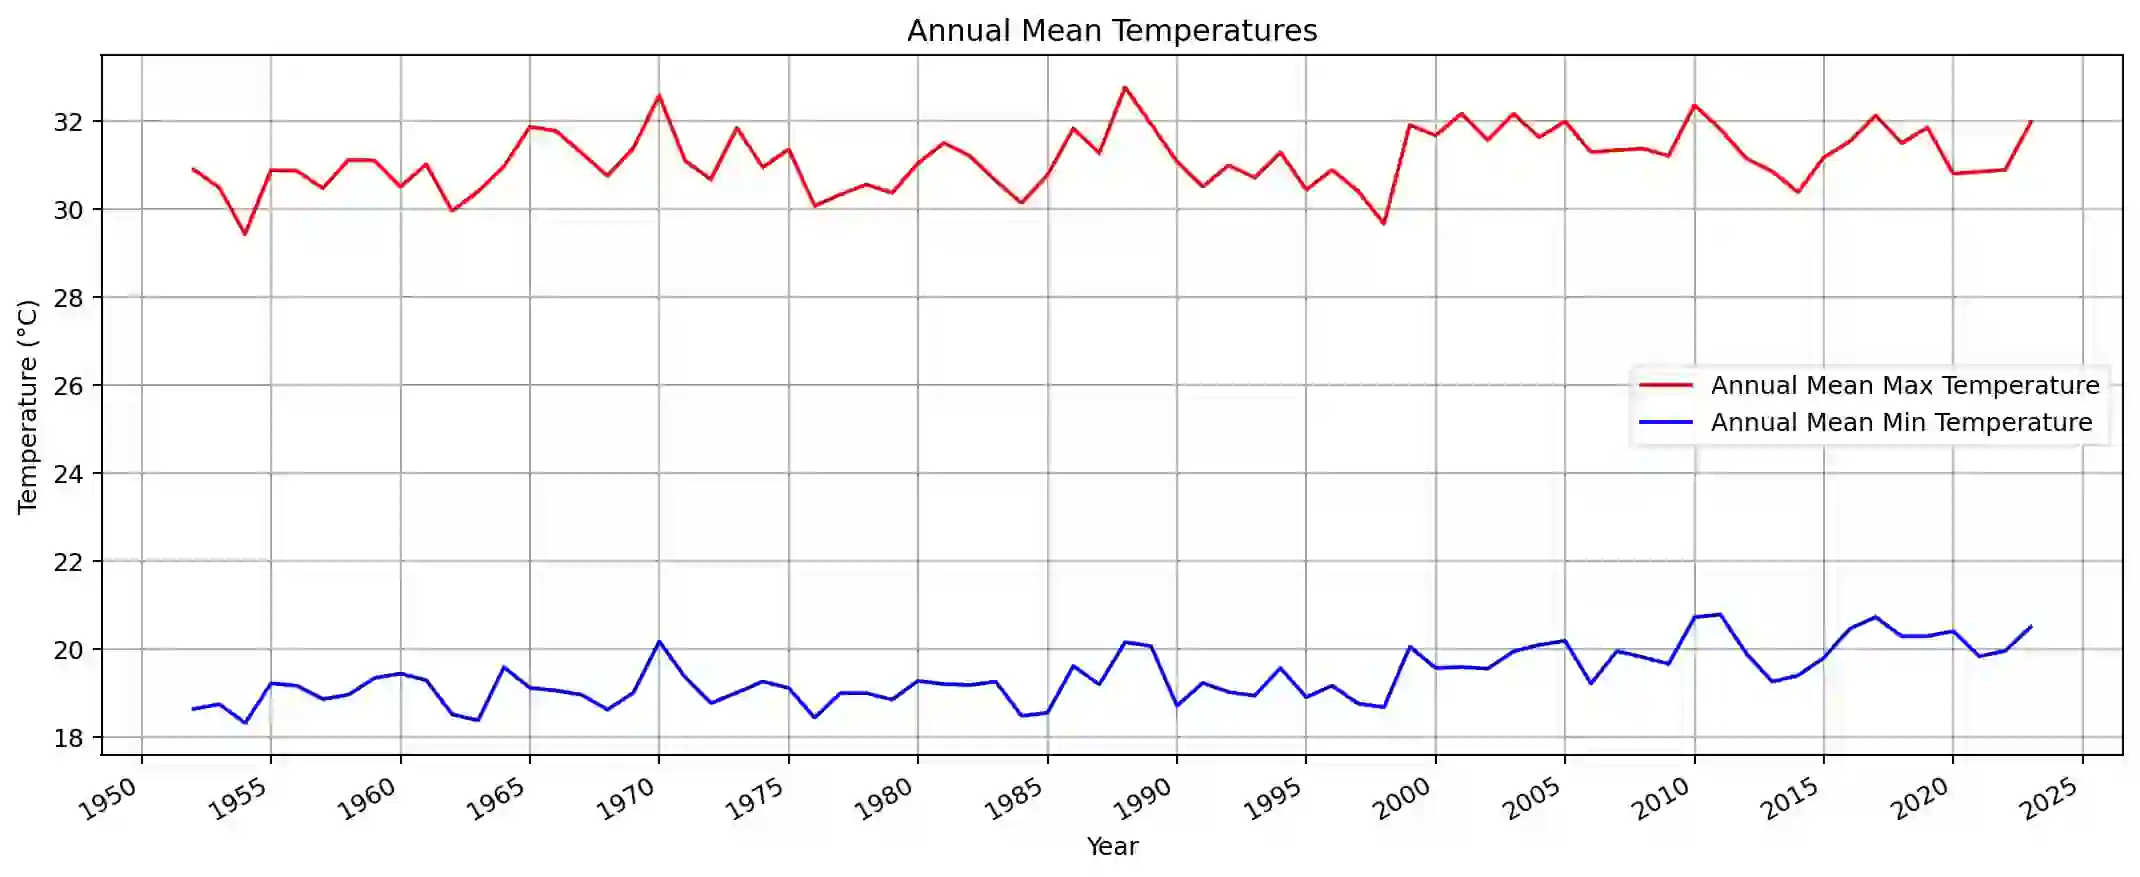 Annual Mean Temperatures
Temperature (°C)
32
30
28
26
24
22
20
18
Annual Mean Max Temperature
Annual Mean Min Temperature
1950 1955 1960 1965 1970 1975 1980 1985 1990 1995 2000 2005 2010 2015 2020 2025
Year